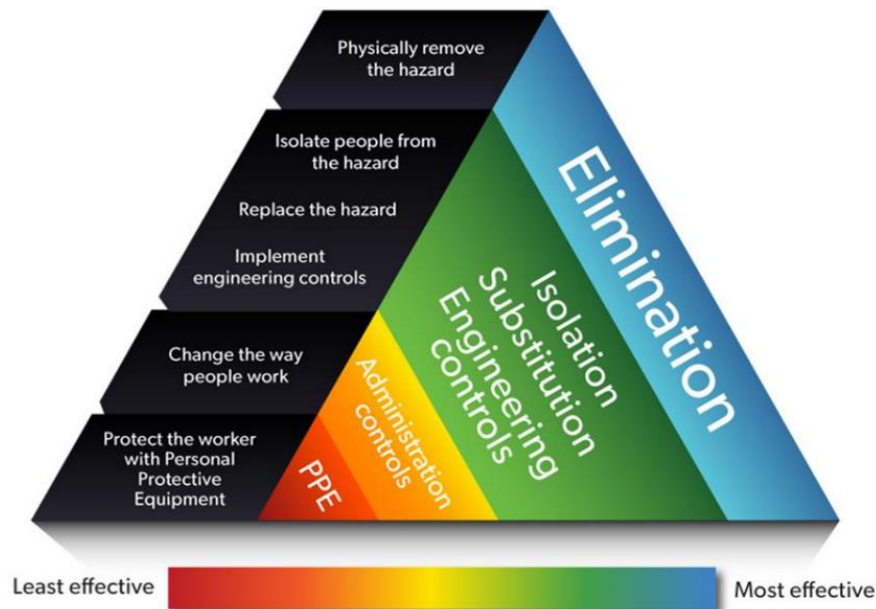 Physically remove
the hazard
Isolate people from
the hazard
Replace the hazard
Implement
engineering controls
Change the way
people work
Protect the worker
with Personal
Protective
Equipment
Elimination
Isolation
Substitution
Engineering
controls
Administration
controls
PPE
Least effective
Most effective